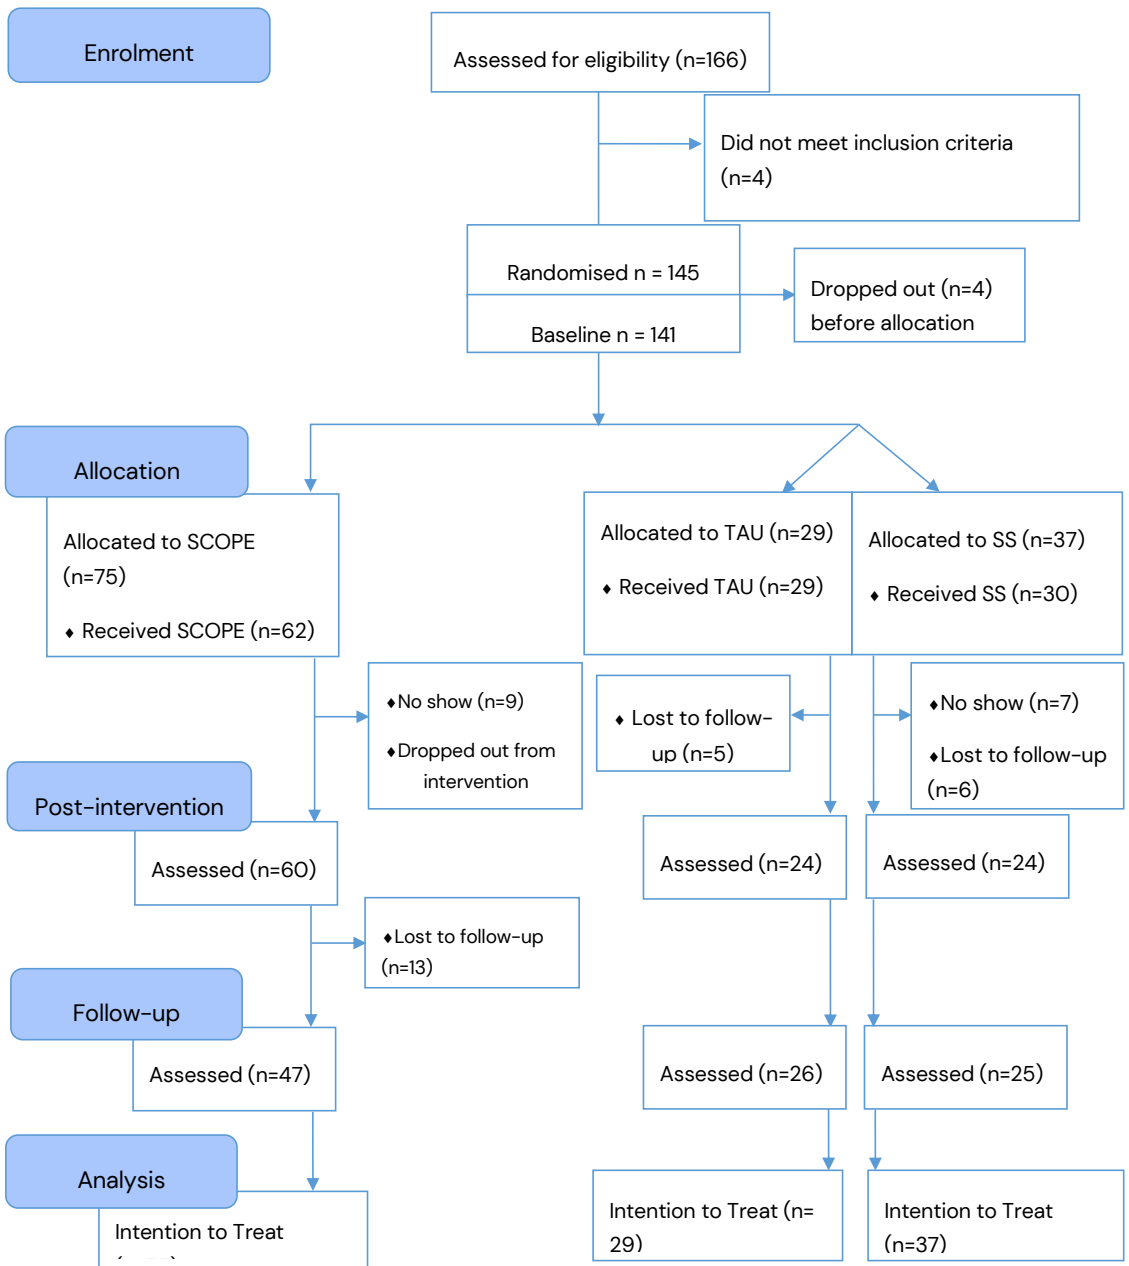 Enrolment
Assessed for eligibility (n=166)
Did not meet inclusion criteria
(n=4)
Randomised n = 145
Dropped out (n=4)
before allocation
Baseline n = 141
Allocation
Allocated to SCOPE
(n=75)
♦ Received SCOPE (n=62)
Allocated to TAU (n=29)
♦ Received TAU (n=29)
Allocated to SS (n=37)
♦ Received SS (n=30)
♦No show (n=9)
♦Dropped out from
intervention
♦ Lost to follow-
up (n=5)
♦No show (n=7)
♦Lost to follow-up
(n=6)
Post-intervention
Assessed (n=60)
Assessed (n=24)
Assessed (n=24)
♦Lost to follow-up
(n=13)
Follow-up
Assessed (n=47)
Assessed (n=26)
Assessed (n=25)
Analysis
Intention to Treat
Intention to Treat (n=
29)
Intention to Treat
(n=37)